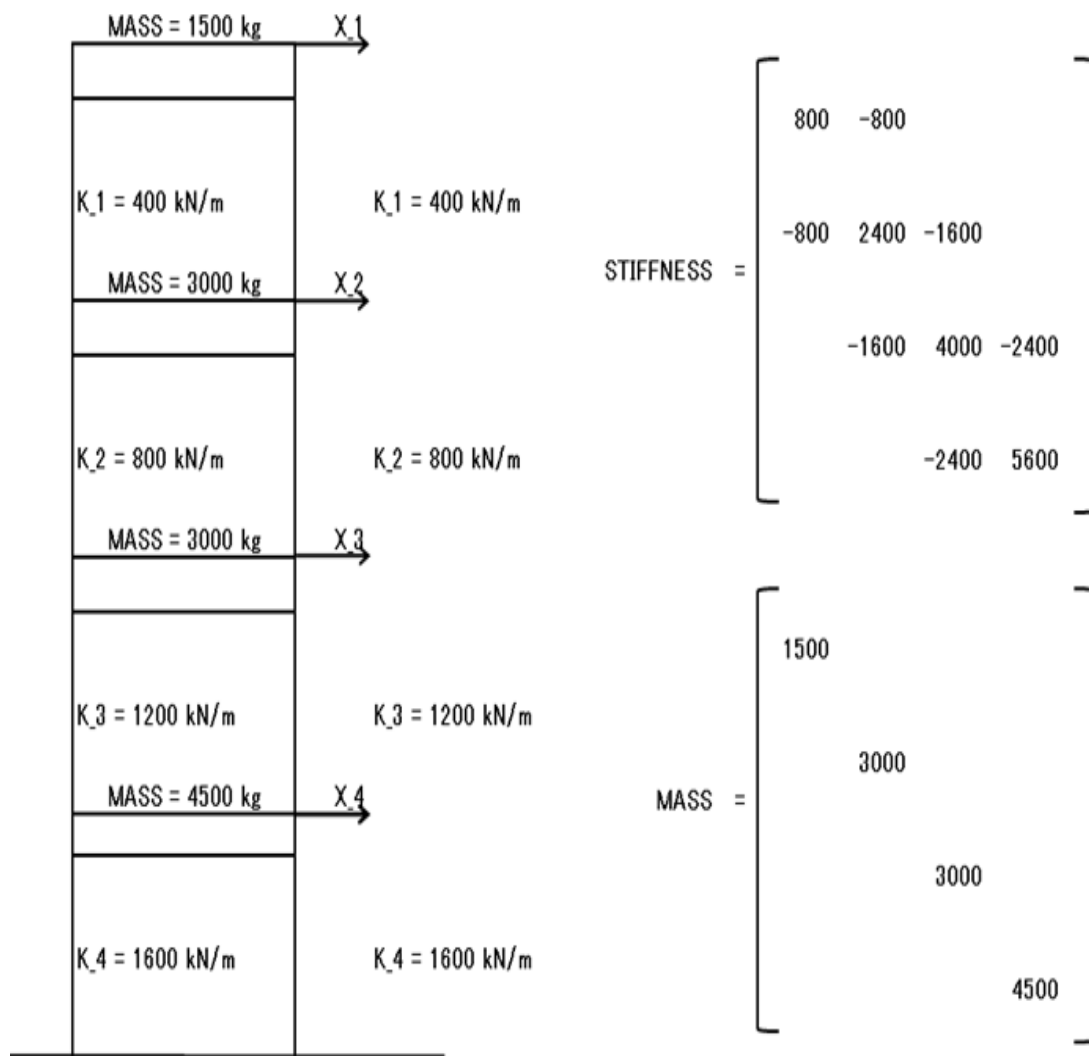 MASS = 1500 kg X_1
K_1 = 400 kN/m K_1 = 400 kN/m
MASS = 3000 kg X_2
K_2 = 800 kN/m K_2 = 800 kN/m
MASS = 3000 kg X_3
K_3 = 1200 kN/m K_3 = 1200 kN/m
MASS = 4500 kg X_4
K_4 = 1600 kN/m K_4 = 1600 kN/m
800 -800
-800 2400 -1600
STIFFNESS =
-1600 4000 -2400
-2400 5600
1500
3000
MASS =
3000
4500